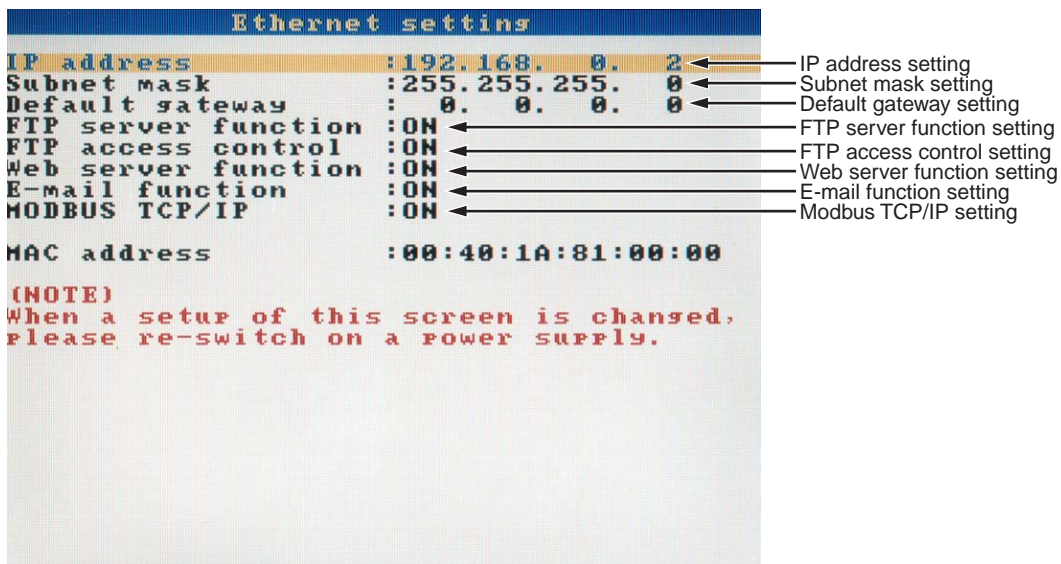 Ethernet setting
IP address :192.168. 0. 2
IP address setting
Subnet mask :255.255.255. 0
Subnet mask setting
Default gateway : 0. 0. 0. 0
Default gateway setting
FTP server function :ON
FTP server function setting
FTP access control :ON
FTP access control setting
Web server function :ON
Web server function setting
E-mail function :ON
E-mail function setting
MODBUS TCP/IP :ON
Modbus TCP/IP setting
MAC address :00:40:1A:81:00:00
(NOTE)
When a setup of this screen is changed,
please re-switch on a power supply.